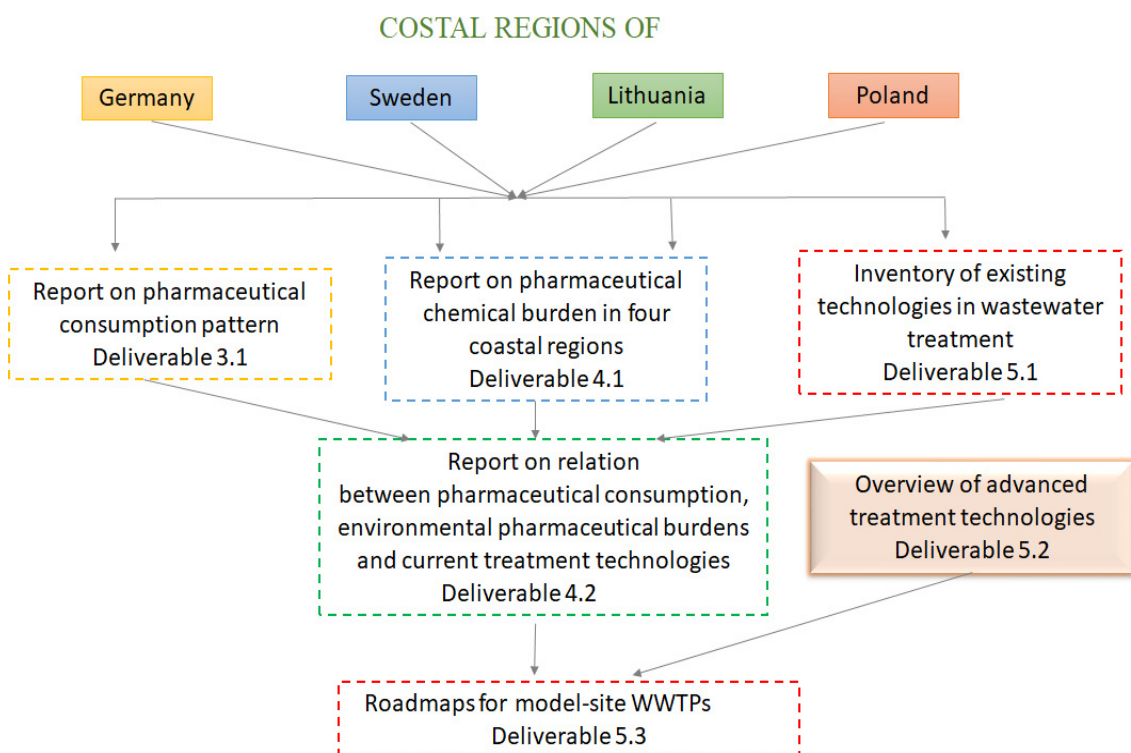 COSTAL REGIONS OF
Germany
Sweden
Lithuania
Poland
Report on pharmaceutical
consumption pattern
Deliverable 3.1
Report on pharmaceutical
chemical burden in four
coastal regions
Deliverable 4.1
Inventory of existing
technologies in wastewater
treatment
Deliverable 5.1
Report on relation
between pharmaceutical consumption,
environmental pharmaceutical burdens
and current treatment technologies
Deliverable 4.2
Overview of advanced
treatment technologies
Deliverable 5.2
Roadmaps for model-site WWTPs
Deliverable 5.3